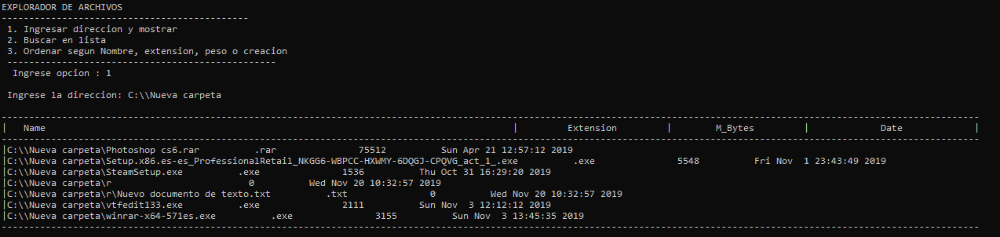 EXPLORADOR DE ARCHIVOS
---------------------------------------------
1. Ingresar direccion y mostrar
2. Buscar en lista
3. Ordenar segun Nombre, extension, peso o creacion
-------------------------------------------------
Ingrese opcion : 1
Ingrese la direccion: C:\\Nueva carpeta
| Name | Extension | M_Bytes | Date |
|C:\\Nueva carpeta\Photoshop cs6.rar .rar 75512 Sun Apr 21 12:57:12 2019
|C:\\Nueva carpeta\Setup.x86.es-es_ProfessionalRetail_NKGG6-WBPCC-HXWMY-6DQGJ-CPQVG_act_1_.exe .exe 5548 Fri Nov 1 23:43:49 2019
|C:\\Nueva carpeta\SteamSetup.exe .exe 1536 Thu Oct 31 16:29:20 2019
|C:\\Nueva carpeta\r 0 Wed Nov 20 10:32:57 2019
|C:\\Nueva carpeta\r\Nuevo documento de texto.txt .txt 0 Wed Nov 20 10:32:57 2019
|C:\\Nueva carpeta\vtfedit133.exe .exe 2111 Sun Nov 3 12:12:12 2019
|C:\\Nueva carpeta\winrar-x64-571es.exe .exe 3155 Sun Nov 3 13:45:35 2019